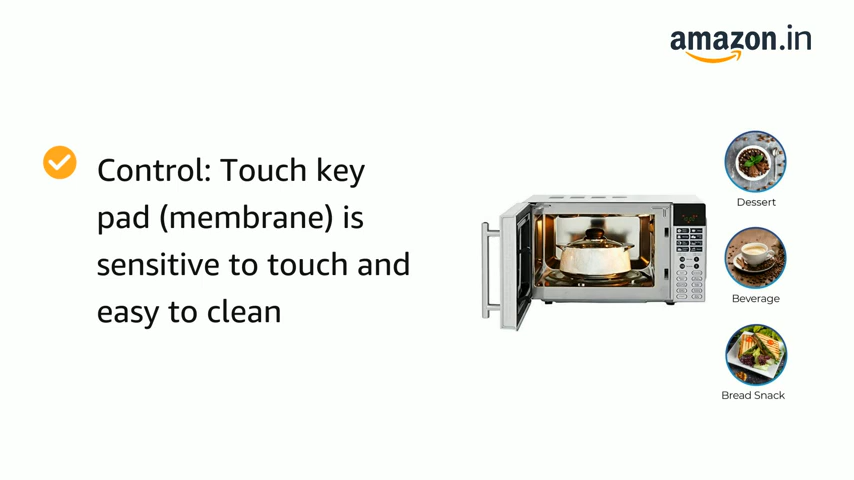 amazon.in
Control: Touch key
pad (membrane) is
sensitive to touch and
easy to clean
Dessert
Beverage
Bread Snack